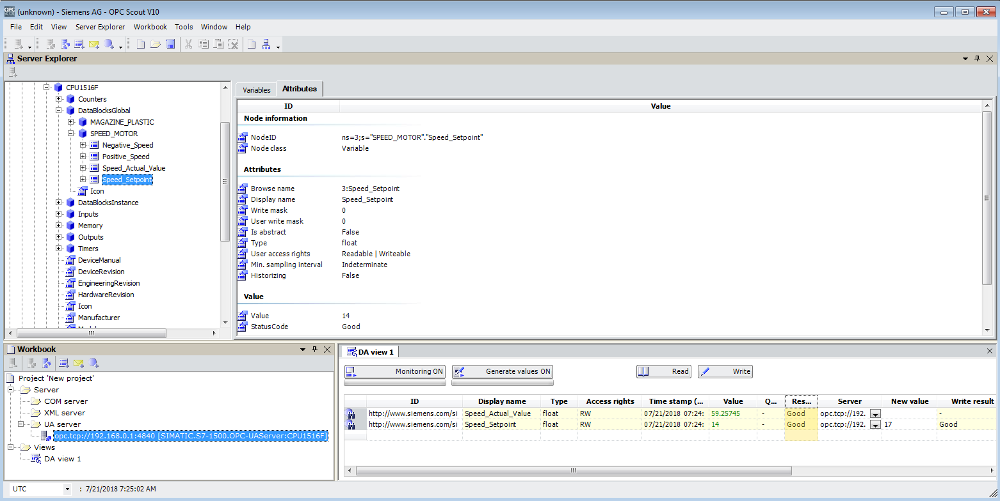 (unknown) - Siemens AG - OPC Scout V10
File Edit View Server Explorer Workbook Tools Window Help
Server Explorer
CPU1516F
Counters
DataBlocksGlobal
MAGAZINE_PLASTIC
SPEED_MOTOR
Negative_Speed
Positive_Speed
Speed_Actual_Value
Speed_Setpoint
Icon
DataBlocksInstance
Inputs
Memory
Outputs
Timers
DeviceManual
DeviceRevision
EngineeringRevision
HardwareRevision
Icon
Manufacturer
Variables Attributes
ID Value
Node information
NodeID ns=3;s="SPEED_MOTOR"."Speed_Setpoint"
Node class Variable
Attributes
Browse name 3:Speed_Setpoint
Display name Speed_Setpoint
Write mask 0
User write mask 0
Is abstract False
Type float
User access rights Readable | Writeable
Min. sampling interval Indeterminate
Historizing False
Value
Value 14
StatusCode Good
Workbook
Project 'New project'
Server
COM server
XML server
UA server
opc.tcp://192.168.0.1:4840 [SIMATIC.S7-1500.OPC-UAServer:CPU1516F]
Views
DA view 1
DA view 1
Monitoring ON Generate values ON Read Write
ID Display name Type Access rights Time stamp (... Value Q... Res... Server New value Write result
http://www.siemens.com/si Speed_Actual_Value float RW 07/21/2018 07:24: 59.25745 - Good opc.tcp://192. -
http://www.siemens.com/si Speed_Setpoint float RW 07/21/2018 07:24: 14 - Good opc.tcp://192. 17 Good
UTC : 7/21/2018 7:25:02 AM